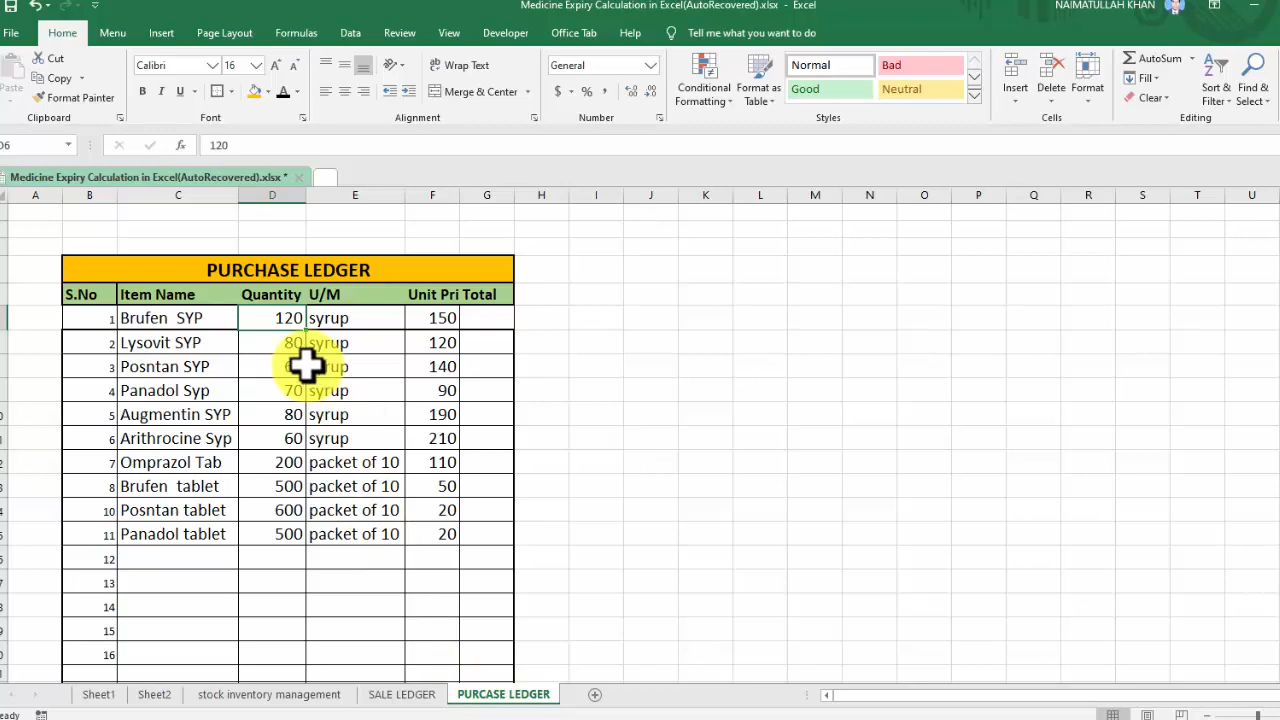 Medicine Expiry Calculation in Excel(AutoRecovered).xlsx - Excel
NAIMATULLAH KHAN
File Home Menu Insert Page Layout Formulas Data Review View Developer Office Tab Help Tell me what you want to do
Cut
Copy
Format Painter
Paste
Clipboard
Calibri 16
B I U
Font
Wrap Text
Merge & Center
Alignment
General
$ % ,
Number
Conditional Formatting
Format as Table
Normal Bad
Good Neutral
Styles
Insert Delete Format
Cells
AutoSum
Fill
Clear
Sort & Filter
Find & Select
Editing
D6 fx 120
Medicine Expiry Calculation in Excel(AutoRecovered).xlsx *
A B C D E F G H I J K L M N O P Q R S T U
PURCHASE LEDGER
S.No Item Name Quantity U/M Unit Pri Total
1 Brufen SYP 120 syrup 150
2 Lysovit SYP 80 syrup 120
3 Posntan SYP 140
4 Panadol Syp 70 syrup 90
5 Augmentin SYP 80 syrup 190
6 Arithrocine Syp 60 syrup 210
7 Omprazol Tab 200 packet of 10 110
8 Brufen tablet 500 packet of 10 50
10 Posntan tablet 600 packet of 10 20
11 Panadol tablet 500 packet of 10 20
12
13
14
15
16
Sheet1 Sheet2 stock inventory management SALE LEDGER PURCASE LEDGER